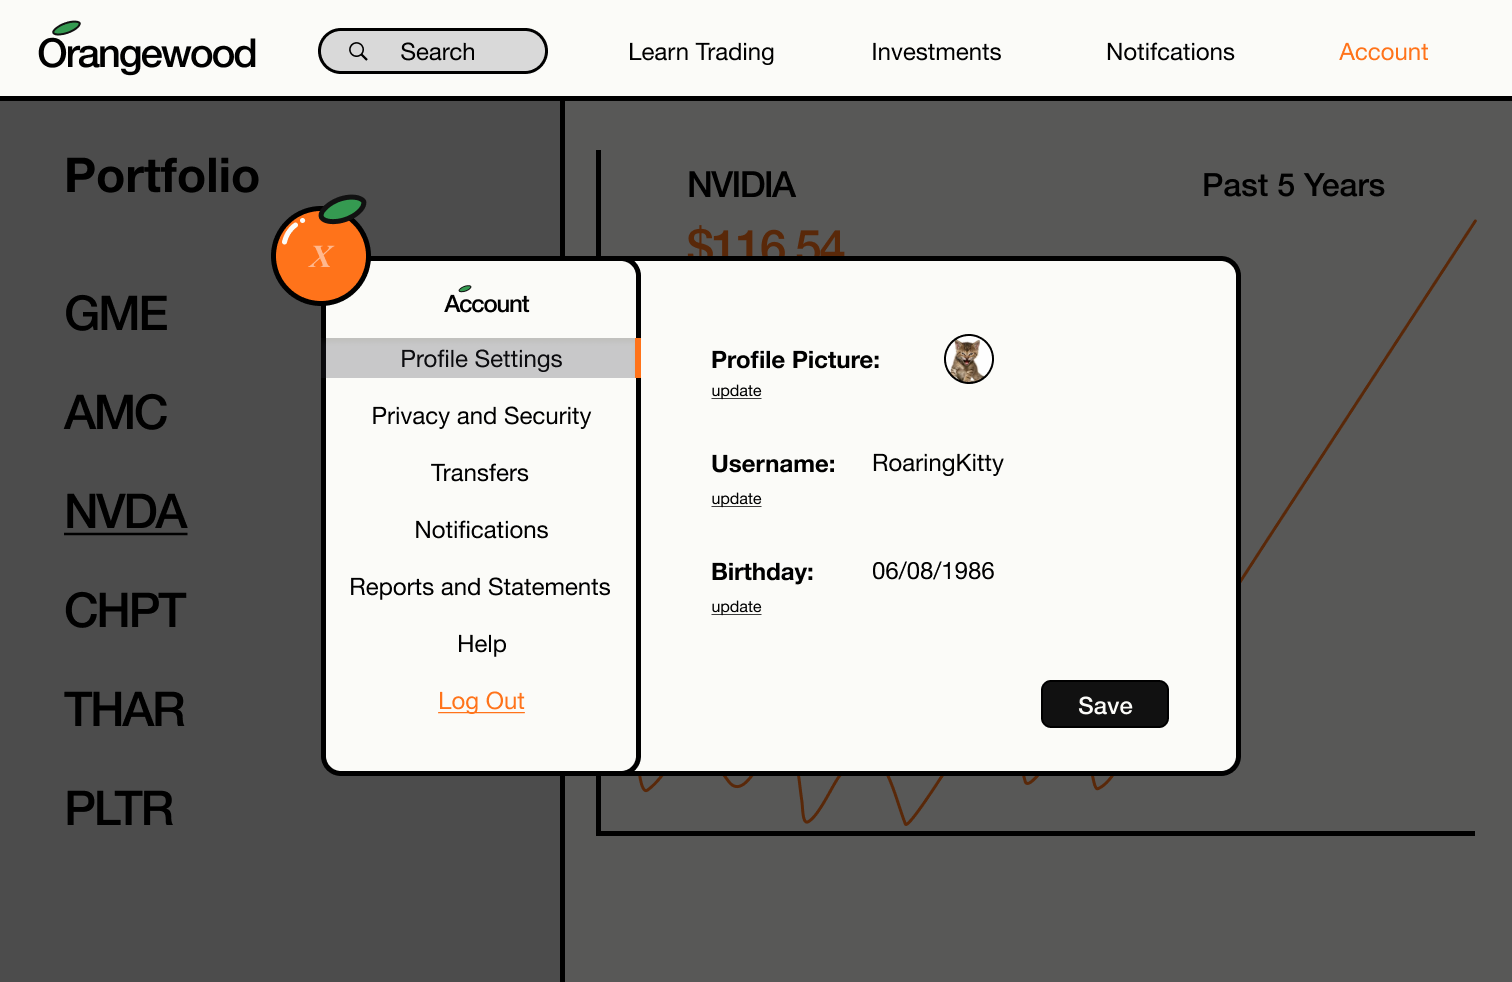 Orangewood
Search
Learn Trading
Investments
Notifcations
Account
Portfolio
GME
AMC
NVDA
CHPT
THAR
PLTR
NVIDIA
$116.54
Past 5 Years
X
Account
Profile Settings
Privacy and Security
Transfers
Notifications
Reports and Statements
Help
Log Out
Profile Picture:
update
Username: RoaringKitty
update
Birthday: 06/08/1986
update
Save